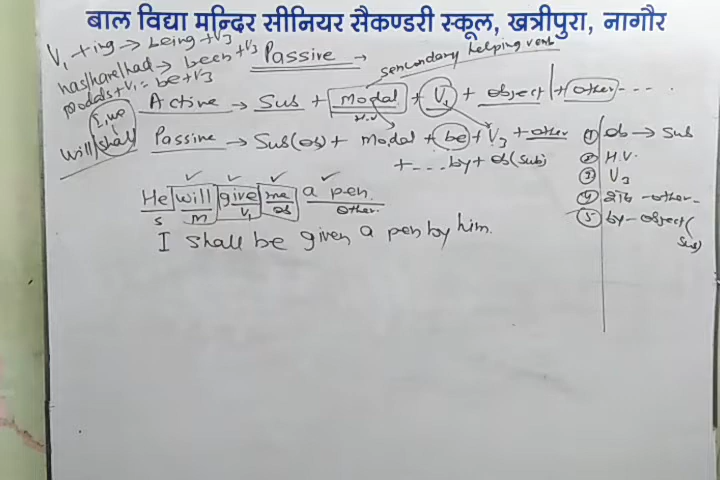 बाल विद्या मन्दिर सीनियर सैकण्डरी स्कूल, खत्रीपुरा, नागौर
V₁ + ing → being + V3
has/have/had → been + V3
modals + V₁ = be + V3
Passive →
sencondary helping verb
Active → Sub + Modal + V₁ + object + other - - - .
H.V
I, we
will/shall
Passive → Sub(ob) + modal + be + V3 + other
+ - - - . by + ob(sub)
① ob → sub
② H.V.
③ V3
④ शेष - other -
⑤ by - object(
sub)
He will give me a pen.
S M V₁ ob other
I shall be given a pen by him.